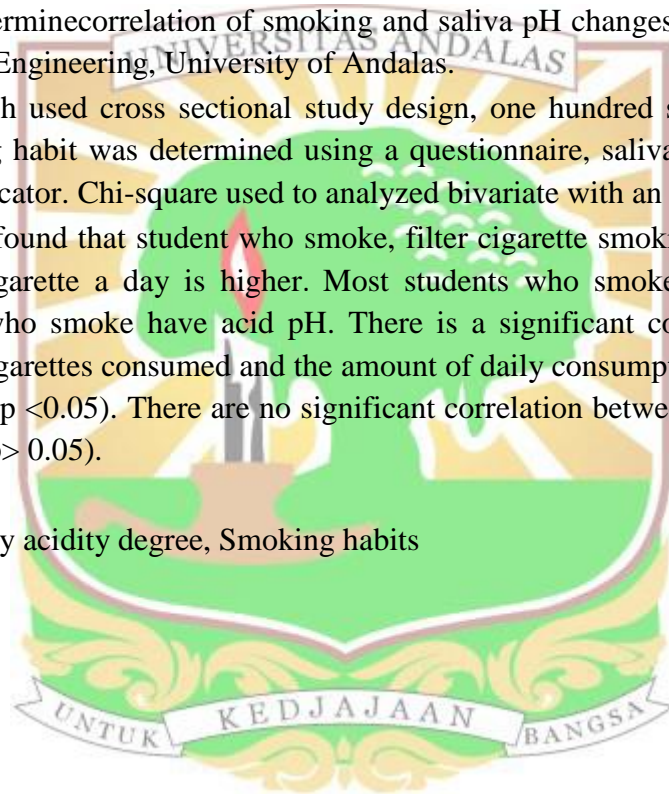 erminecorrelation of smoking and saliva pH changes
Engineering, University of Andalas.
UNIVERSITAS ANDALAS
h used cross sectional study design, one hundred s
g habit was determined using a questionnaire, saliva
cator. Chi-square used to analyzed bivariate with an
found that student who smoke, filter cigarette smoki
garette a day is higher. Most students who smoke
who smoke have acid pH. There is a significant co
garettes consumed and the amount of daily consump
p <0.05). There are no significant correlation betwe
> 0.05).
y acidity degree, Smoking habits
UNTUK KEDJAJAAN BANGSA